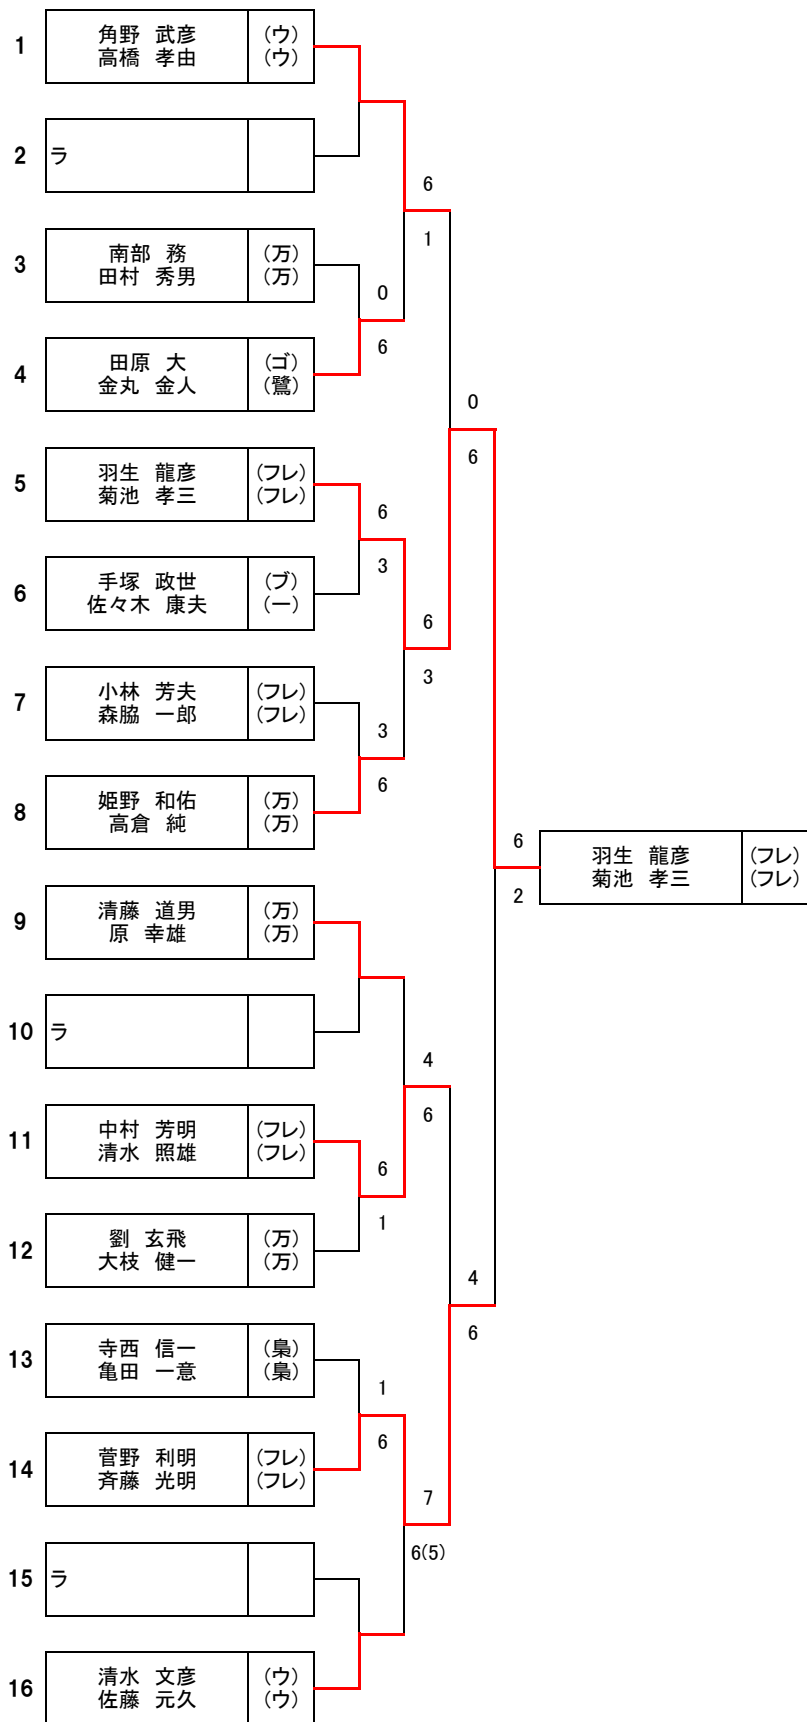 1
角野 武彦 (ウ)
高橋 孝由 (ウ)
2
ラ
6
1
3
南部 務 (万)
田村 秀男 (万)
0
6
4
田原 大 (ゴ)
金丸 金人 (鷺)
0
6
5
羽生 龍彦 (フレ)
菊池 孝三 (フレ)
6
3
6
手塚 政世 (ブ)
佐々木 康夫 (一)
6
3
7
小林 芳夫 (フレ)
森脇 一郎 (フレ)
3
6
8
姫野 和佑 (万)
高倉 純 (万)
6
2
羽生 龍彦 (フレ)
菊池 孝三 (フレ)
9
清藤 道男 (万)
原 幸雄 (万)
10
ラ
4
6
11
中村 芳明 (フレ)
清水 照雄 (フレ)
6
1
12
劉 玄飛 (万)
大枝 健一 (万)
4
6
13
寺西 信一 (梟)
亀田 一意 (梟)
1
6
14
菅野 利明 (フレ)
斉藤 光明 (フレ)
7
6(5)
15
ラ
16
清水 文彦 (ウ)
佐藤 元久 (ウ)